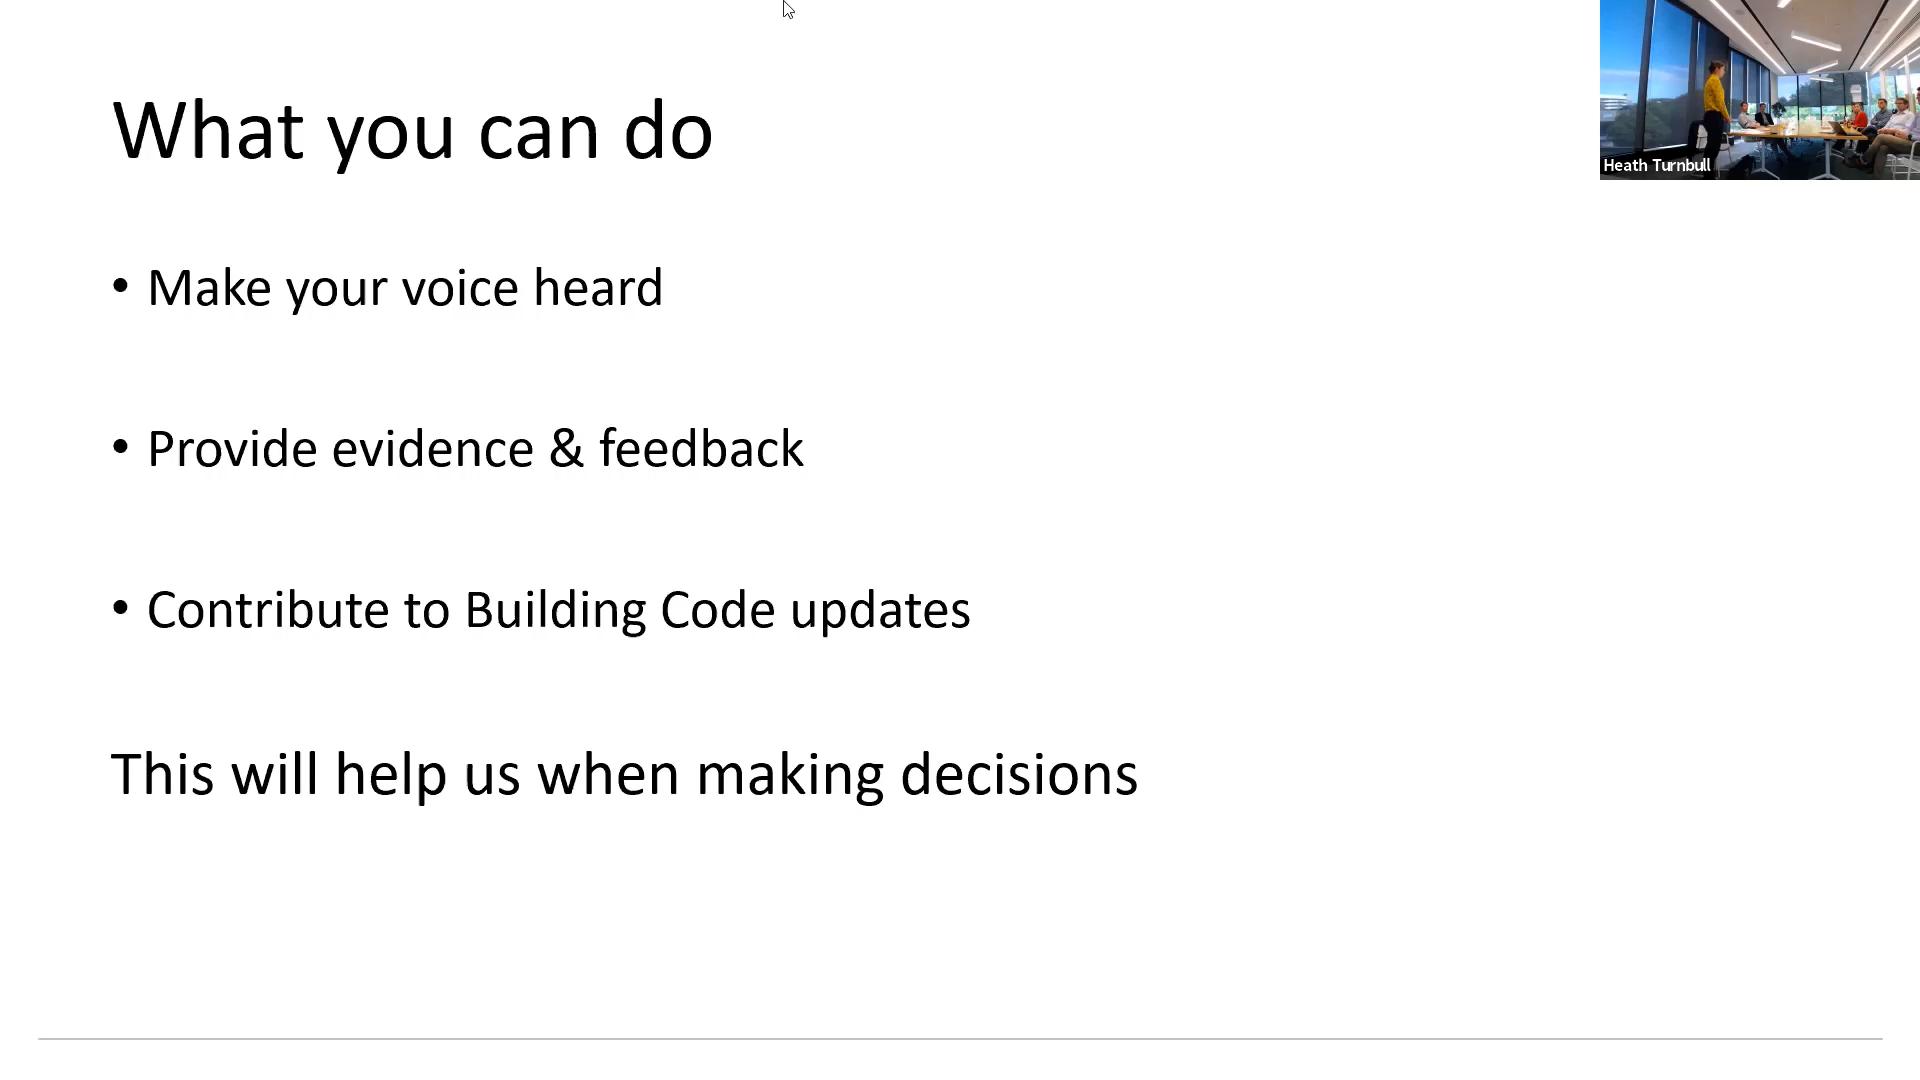 What you can do
• Make your voice heard
• Provide evidence & feedback
• Contribute to Building Code updates
This will help us when making decisions
Heath Turnbull